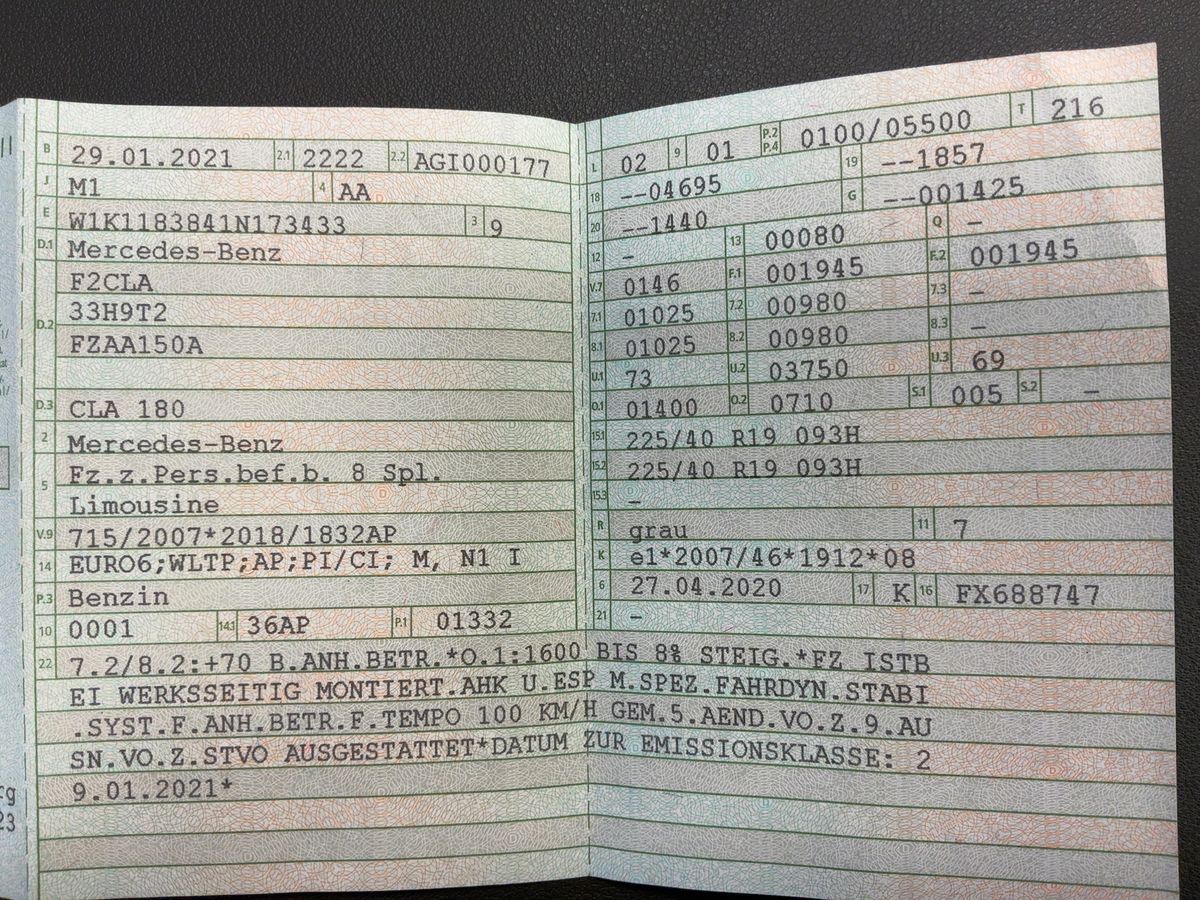 B 29.01.2021 2.1 2222 2.2 AGI000177
J M1 4 AA
E W1K1183841N173433 3 9
D.1 Mercedes-Benz
F2CLA
D.2 33H9T2
FZAA150A
D.3 CLA 180
2 Mercedes-Benz
5 Fz.z.Pers.bef.b. 8 Spl.
Limousine
V.9 715/2007*2018/1832AP
14 EURO6;WLTP;AP;PI/CI; M, N1 I
P.3 Benzin
10 0001 14.1 36AP P.1 01332
L 02 9 01 P.2 P.4 0100/05500 T 216
18 --04695 19 --1857
20 --1440 G --001425
12 - 13 00080 Q -
V.7 0146 F.1 001945 F.2 001945
7.1 01025 7.2 00980 7.3 -
8.1 01025 8.2 00980 8.3 -
U.1 73 U.2 03750 U.3 69
O.1 01400 O.2 0710 S.1 005 S.2 -
15.1 225/40 R19 093H
15.2 225/40 R19 093H
15.3 -
R grau 11 7
K e1*2007/46*1912*08
6 27.04.2020 17 K 16 FX688747
21 -
22 7.2/8.2:+70 B.ANH.BETR.*O.1:1600 BIS 8% STEIG.*FZ ISTB
EI WERKSSEITIG MONTIERT.AHK U.ESP M.SPEZ.FAHRDYN.STABI
.SYST.F.ANH.BETR.F.TEMPO 100 KM/H GEM.5.AEND.VO.Z.9.AU
SN.VO.Z.STVO AUSGESTATTET*DATUM ZUR EMISSIONSKLASSE: 2
9.01.2021*